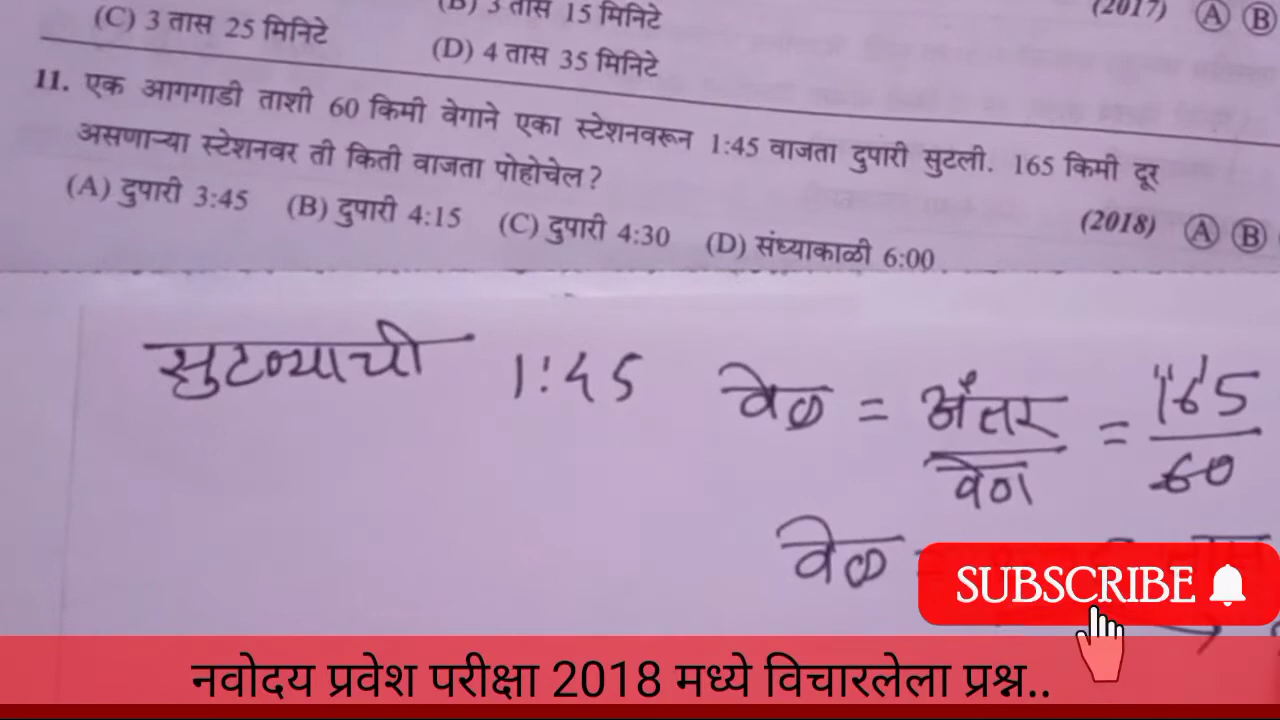 (B) 3 तास 15 मिनिटे (2017) Ⓐ Ⓑ
(C) 3 तास 25 मिनिटे
(D) 4 तास 35 मिनिटे
11. एक आगगाडी ताशी 60 किमी वेगाने एका स्टेशनवरून 1:45 वाजता दुपारी सुटली. 165 किमी दूर
असणाऱ्या स्टेशनवर ती किती वाजता पोहोचेल?
(2018) Ⓐ Ⓑ
(A) दुपारी 3:45 (B) दुपारी 4:15 (C) दुपारी 4:30 (D) संध्याकाळी 6:00
सुटण्याची 1:45 वेळ = अंतर = 165
वेग 60
वेळ
SUBSCRIBE
नवोदय प्रवेश परीक्षा 2018 मध्ये विचारलेला प्रश्न..